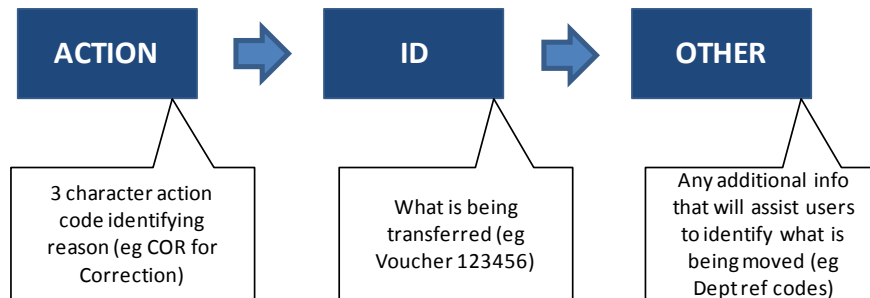 ACTION
ID
OTHER
3 character action
code identifying
reason (eg COR for
Correction)
What is being
transferred (eg
Voucher 123456)
Any additional info
that will assist users
to identify what is
being moved (eg
Dept ref codes)